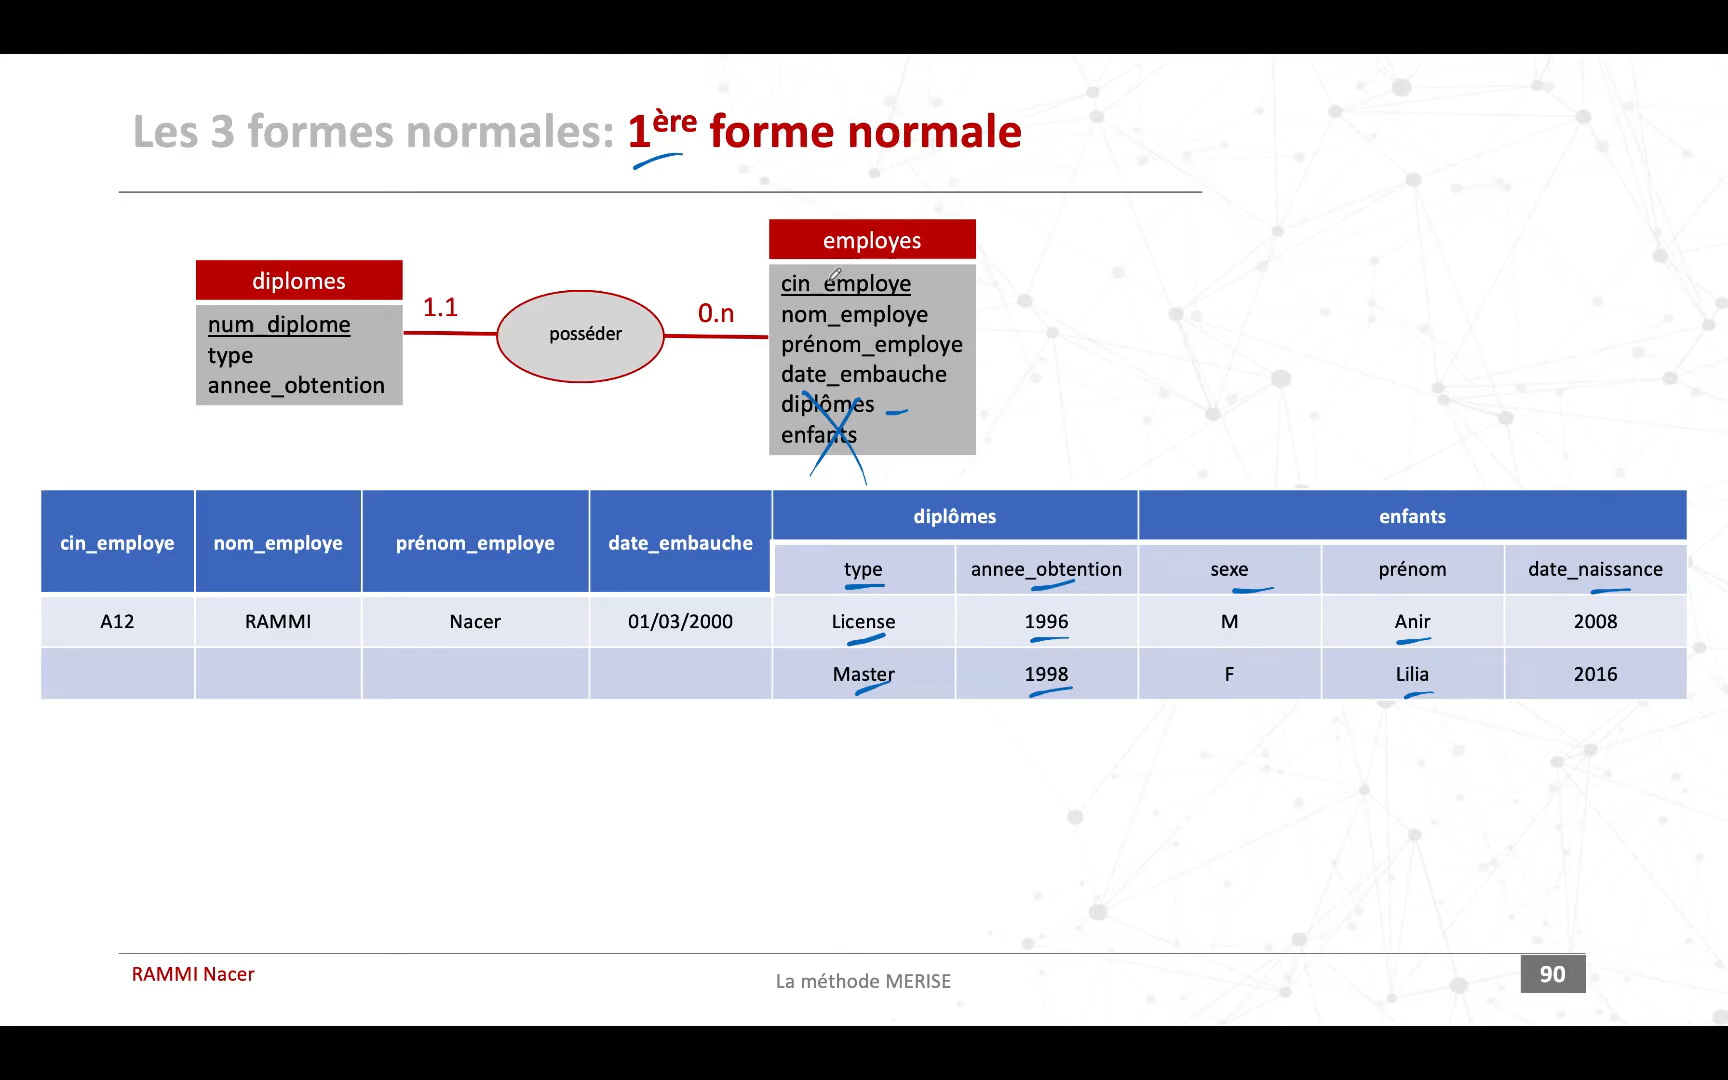 Les 3 formes normales: 1ère forme normale
diplomes
num_diplome
type
annee_obtention
1.1
posséder
0.n
employes
cin_employe
nom_employe
prénom_employe
date_embauche
diplômes
enfants
cin_employe nom_employe prénom_employe date_embauche diplômes enfants
type annee_obtention sexe prénom date_naissance
A12 RAMMI Nacer 01/03/2000 License 1996 M Anir 2008
Master 1998 F Lilia 2016
RAMMI Nacer
La méthode MERISE
90